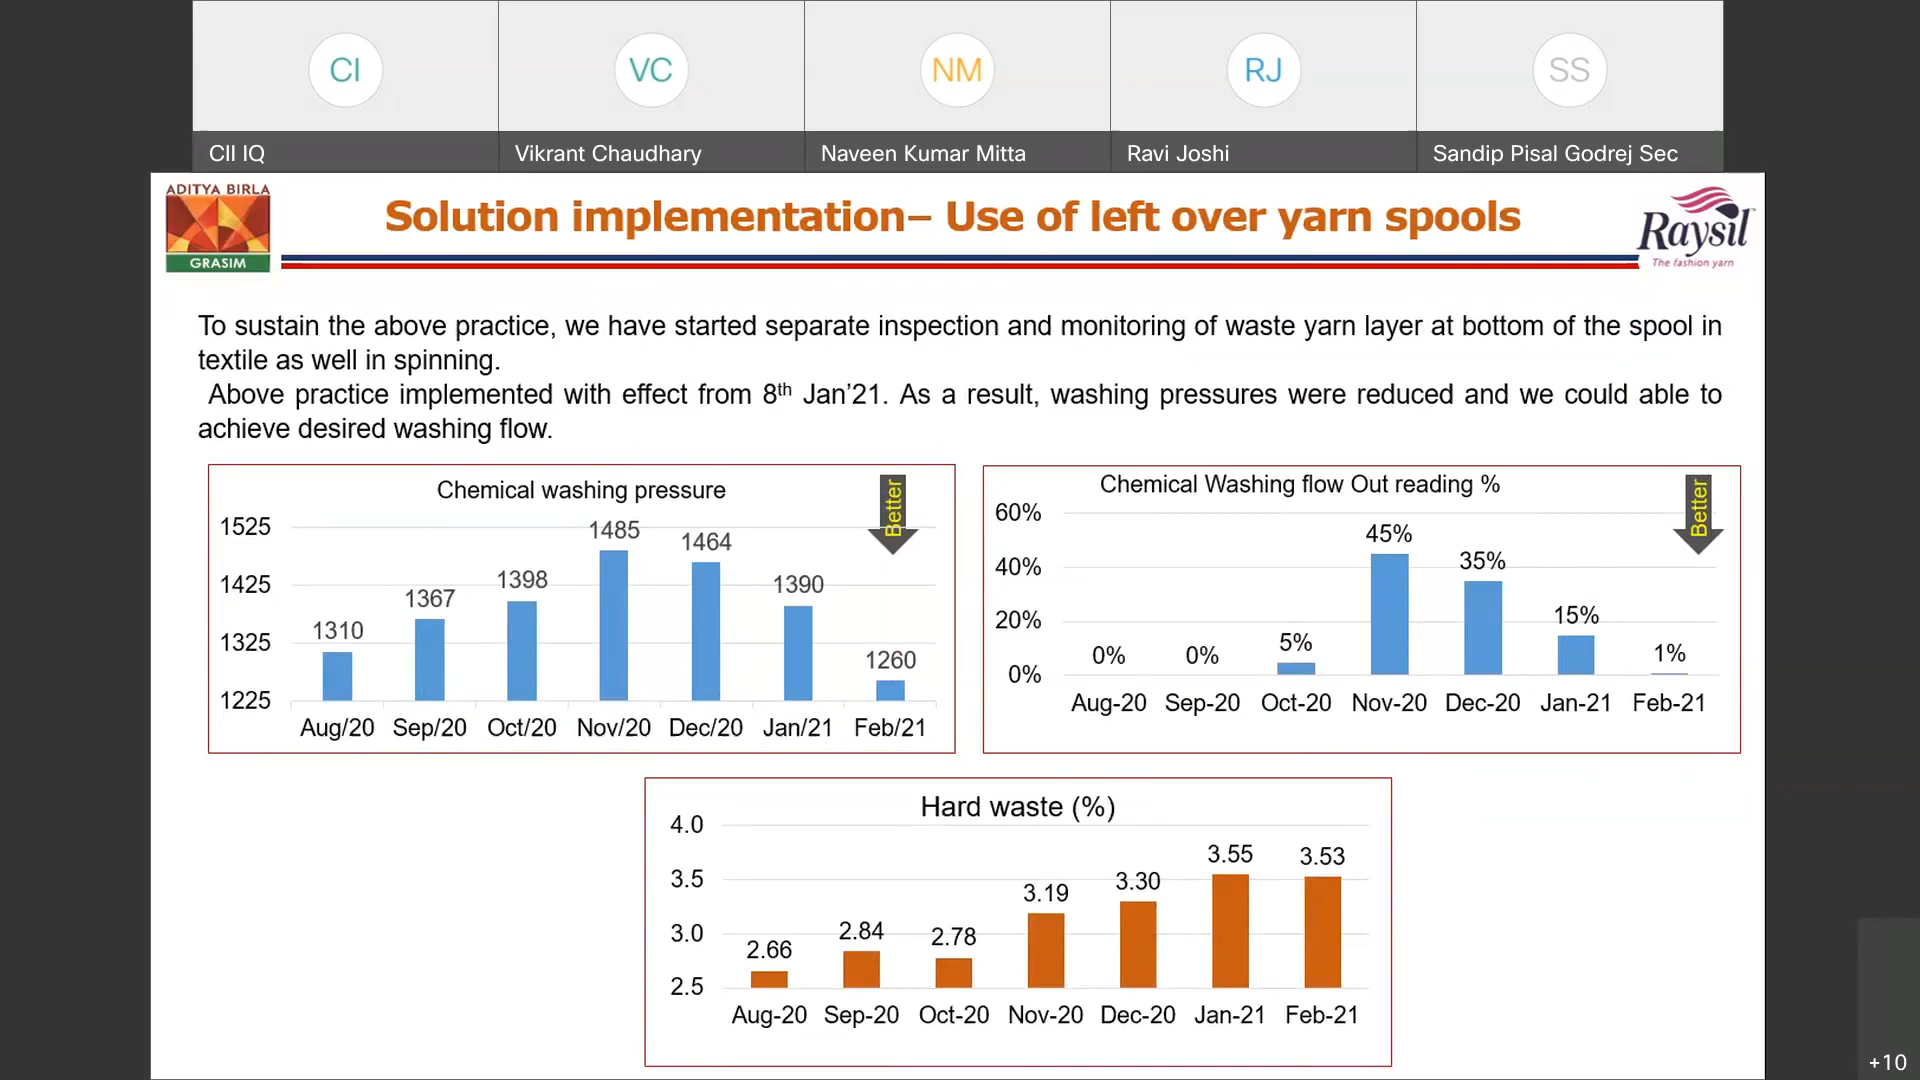 CI
VC
NM
RJ
SS
CII IQ
Vikrant Chaudhary
Naveen Kumar Mitta
Ravi Joshi
Sandip Pisal Godrej Sec
ADITYA BIRLA
GRASIM
Solution implementation– Use of left over yarn spools
Raysil
The fashion yarn
To sustain the above practice, we have started separate inspection and monitoring of waste yarn layer at bottom of the spool in
textile as well in spinning.
Above practice implemented with effect from 8th Jan’21. As a result, washing pressures were reduced and we could able to
achieve desired washing flow.
Chemical washing pressure
Better
1525
1425
1325
1225
1310
1367
1398
1485
1464
1390
1260
Aug/20 Sep/20 Oct/20 Nov/20 Dec/20 Jan/21 Feb/21
Chemical Washing flow Out reading %
Better
60%
40%
20%
0%
0%
0%
5%
45%
35%
15%
1%
Aug-20 Sep-20 Oct-20 Nov-20 Dec-20 Jan-21 Feb-21
Hard waste (%)
4.0
3.5
3.0
2.5
2.66
2.84
2.78
3.19
3.30
3.55
3.53
Aug-20 Sep-20 Oct-20 Nov-20 Dec-20 Jan-21 Feb-21
+10